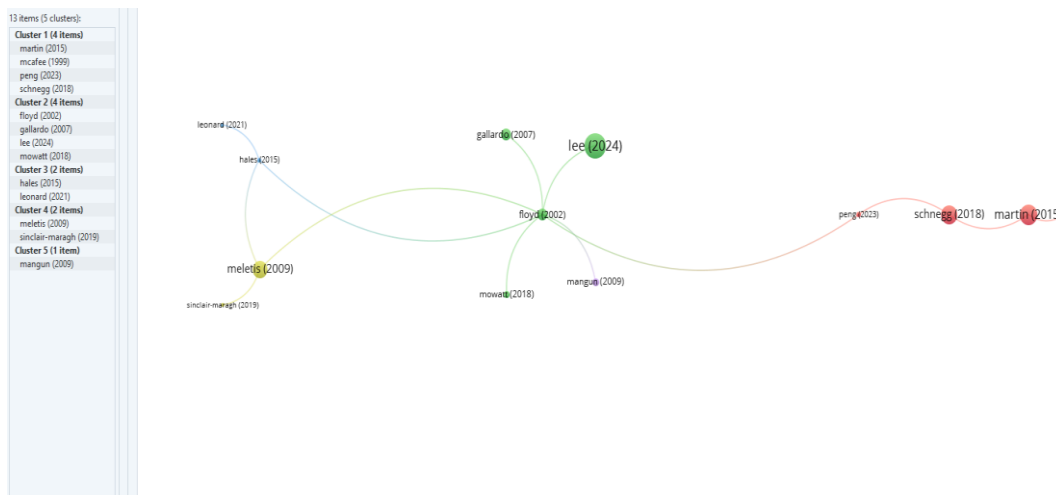 13 items (5 clusters):
Cluster 1 (4 items)
martin (2015)
mcafee (1999)
peng (2023)
schnegg (2018)
Cluster 2 (4 items)
floyd (2002)
gallardo (2007)
lee (2024)
mowatt (2018)
Cluster 3 (2 items)
hales (2015)
leonard (2021)
Cluster 4 (2 items)
meletis (2009)
sinclair-maragh (2019)
Cluster 5 (1 item)
mangun (2009)
leonard (2021)
gallardo (2007)
lee (2024)
hales (2015)
floyd (2002)
peng (2023)
schnegg (2018)
martin (2015
meletis (2009)
mangun (2009)
mowatt (2018)
sinclair-maragh (2019)